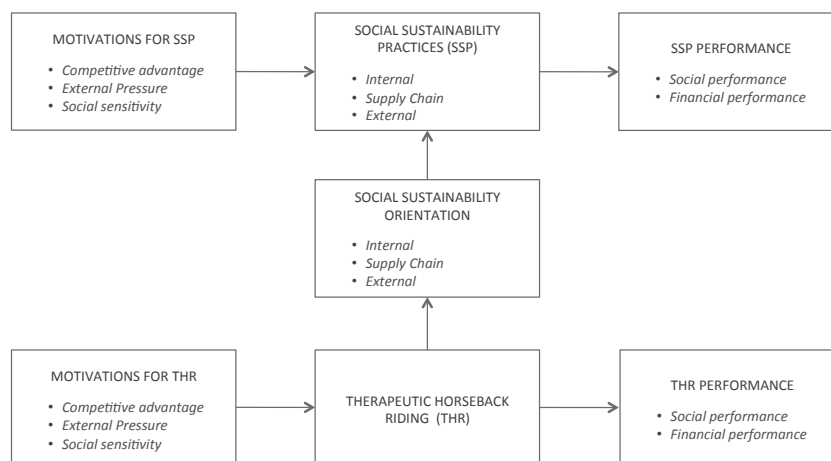 MOTIVATIONS FOR SSP
• Competitive advantage
• External Pressure
• Social sensitivity
SOCIAL SUSTAINABILITY
PRACTICES (SSP)
• Internal
• Supply Chain
• External
SSP PERFORMANCE
• Social performance
• Financial performance
SOCIAL SUSTAINABILITY
ORIENTATION
• Internal
• Supply Chain
• External
MOTIVATIONS FOR THR
• Competitive advantage
• External Pressure
• Social sensitivity
THERAPEUTIC HORSEBACK
RIDING (THR)
THR PERFORMANCE
• Social performance
• Financial performance